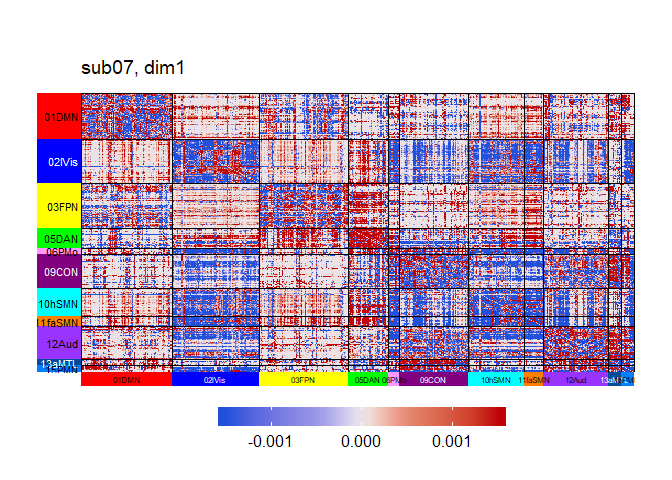 sub07, dim1
01DMN
02lVis
03FPN
05DAN
09CON
10hSMN
11faSMN
12Aud
13aMTL
01DMN 02lVis 03FPN 05DAN 09CON 10hSMN 11faSMN 12Aud
-0.001 0.000 0.001